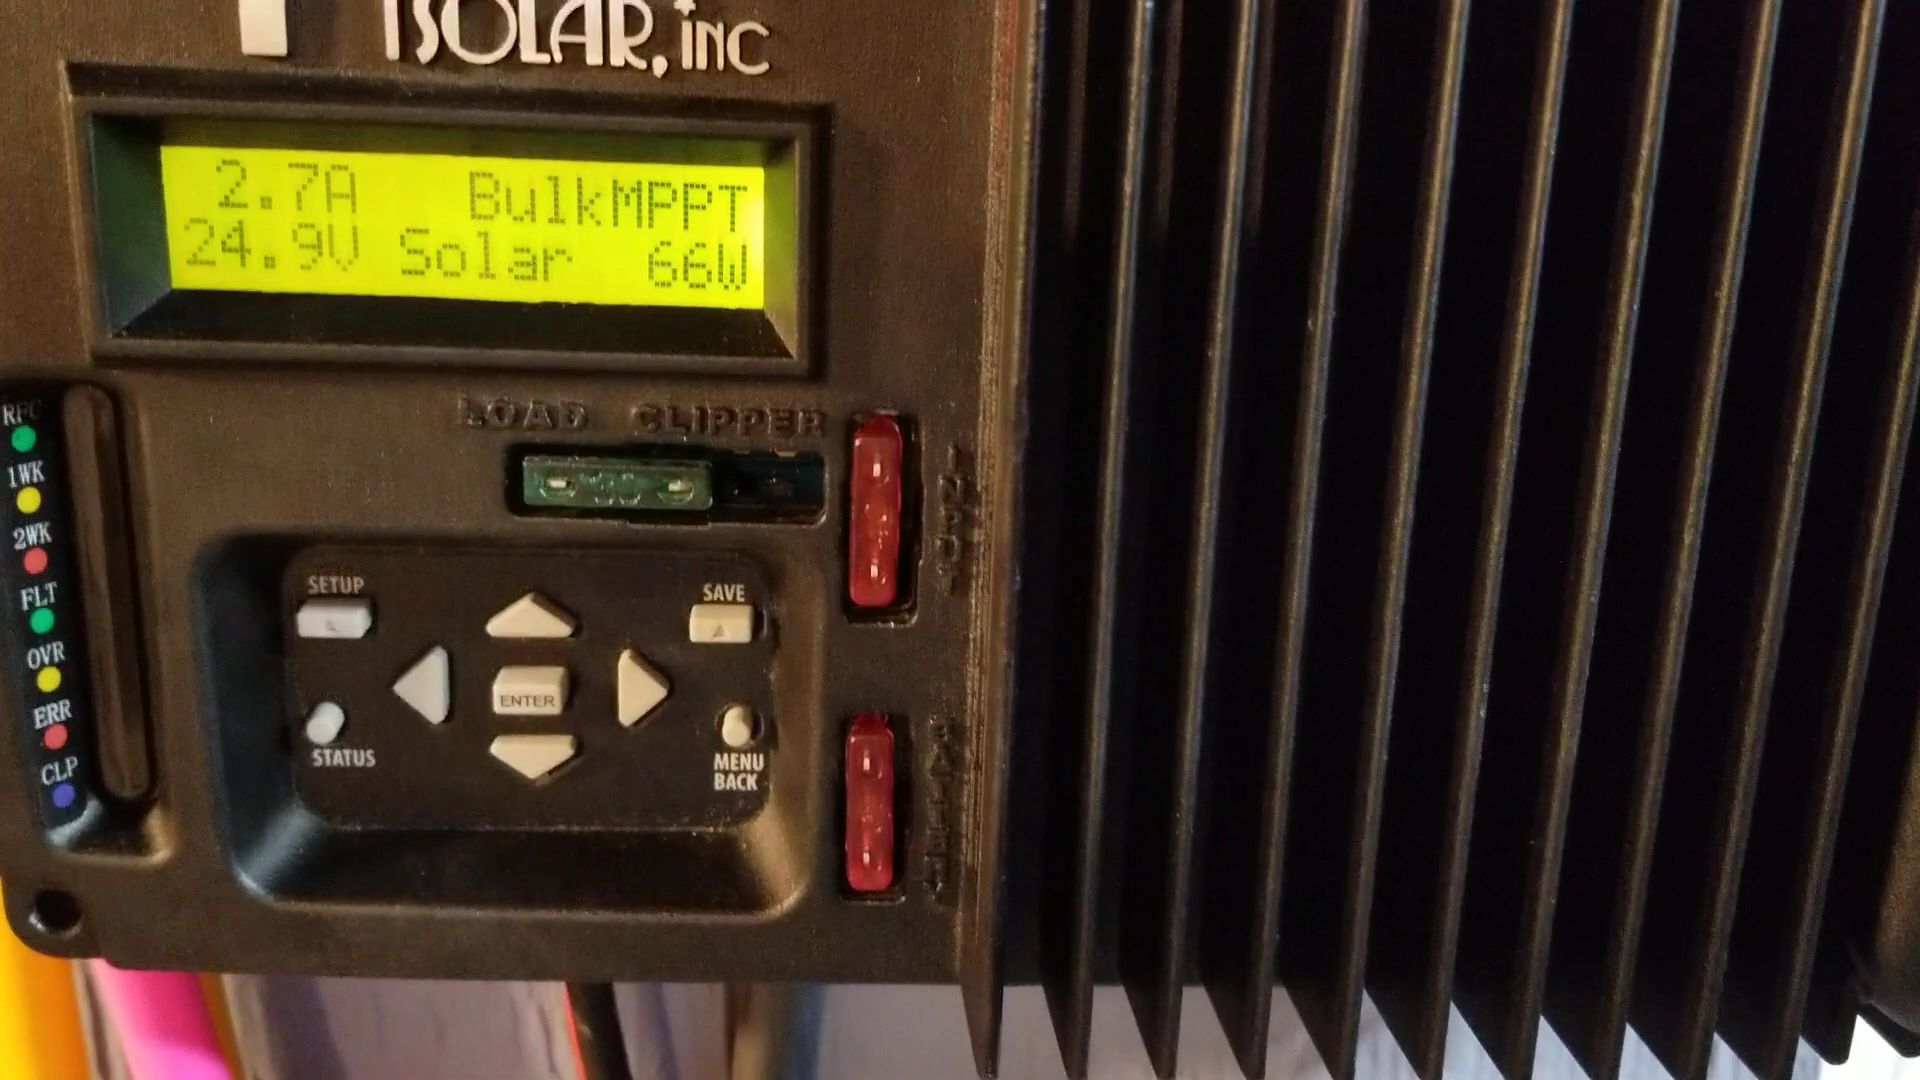 SOLAR, INC
2.7A BulkMPPT
24.9V Solar 66W
LOAD CLIPPER
RFC
1WK
2WK
FLT
OVR
ERR
CLP
SETUP
SAVE
ENTER
STATUS
MENU
BACK